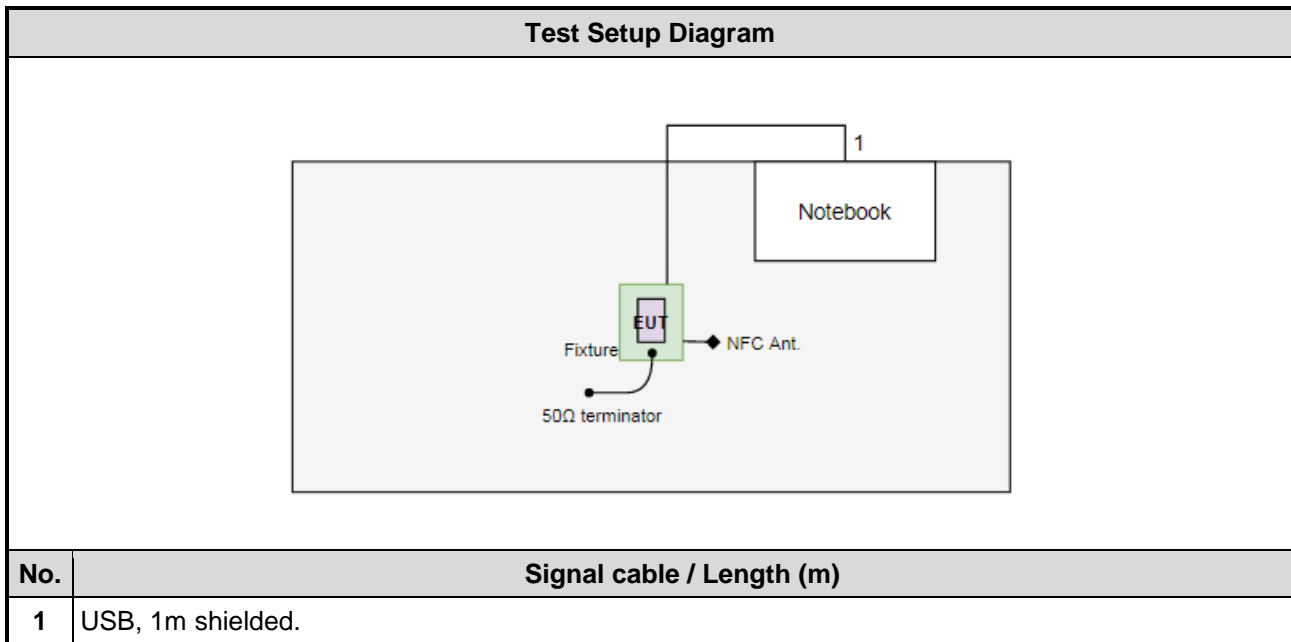 Test Setup Diagram
1
Notebook
EUT
Fixture
NFC Ant.
50Ω terminator
No. Signal cable / Length (m)
1 USB, 1m shielded.